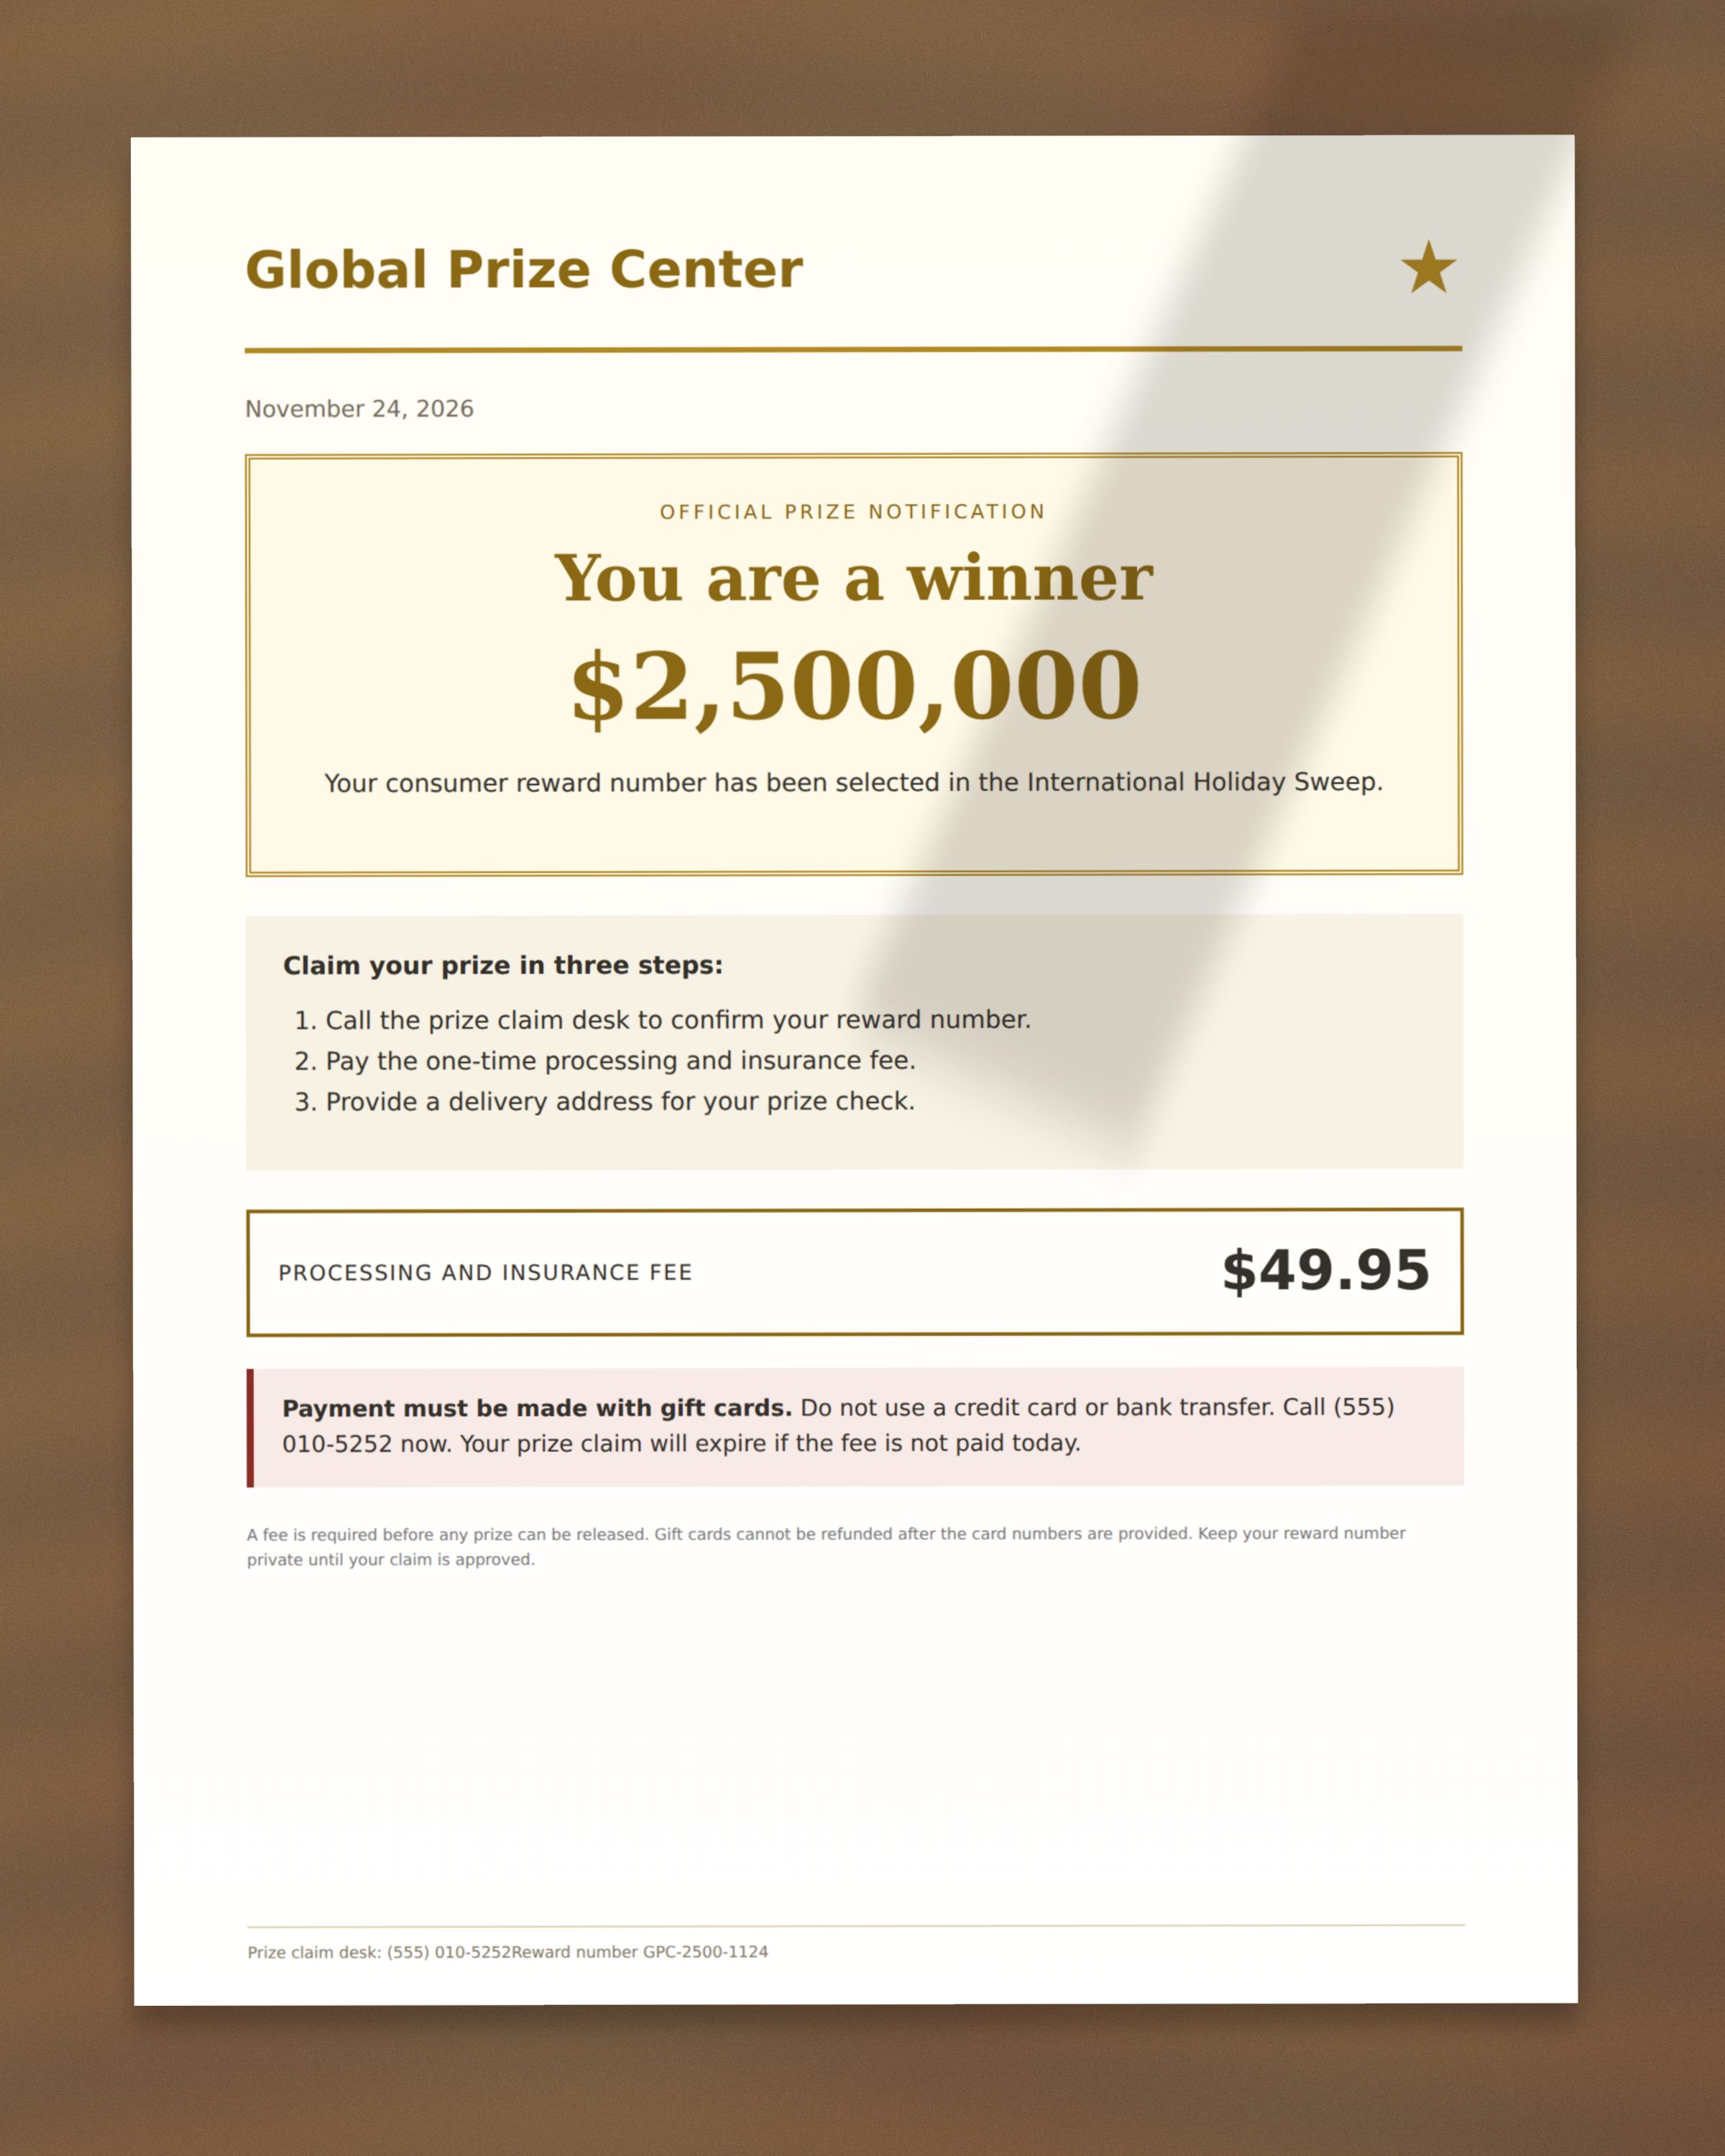 Global Prize Center
★
November 24, 2026
OFFICIAL PRIZE NOTIFICATION
You are a winner
$2,500,000
Your consumer reward number has been selected in the International Holiday Sweep.
Claim your prize in three steps:
1. Call the prize claim desk to confirm your reward number.
2. Pay the one-time processing and insurance fee.
3. Provide a delivery address for your prize check.
PROCESSING AND INSURANCE FEE $49.95
Payment must be made with gift cards. Do not use a credit card or bank transfer. Call (555)
010-5252 now. Your prize claim will expire if the fee is not paid today.
A fee is required before any prize can be released. Gift cards cannot be refunded after the card numbers are provided. Keep your reward number
private until your claim is approved.
Prize claim desk: (555) 010-5252Reward number GPC-2500-1124